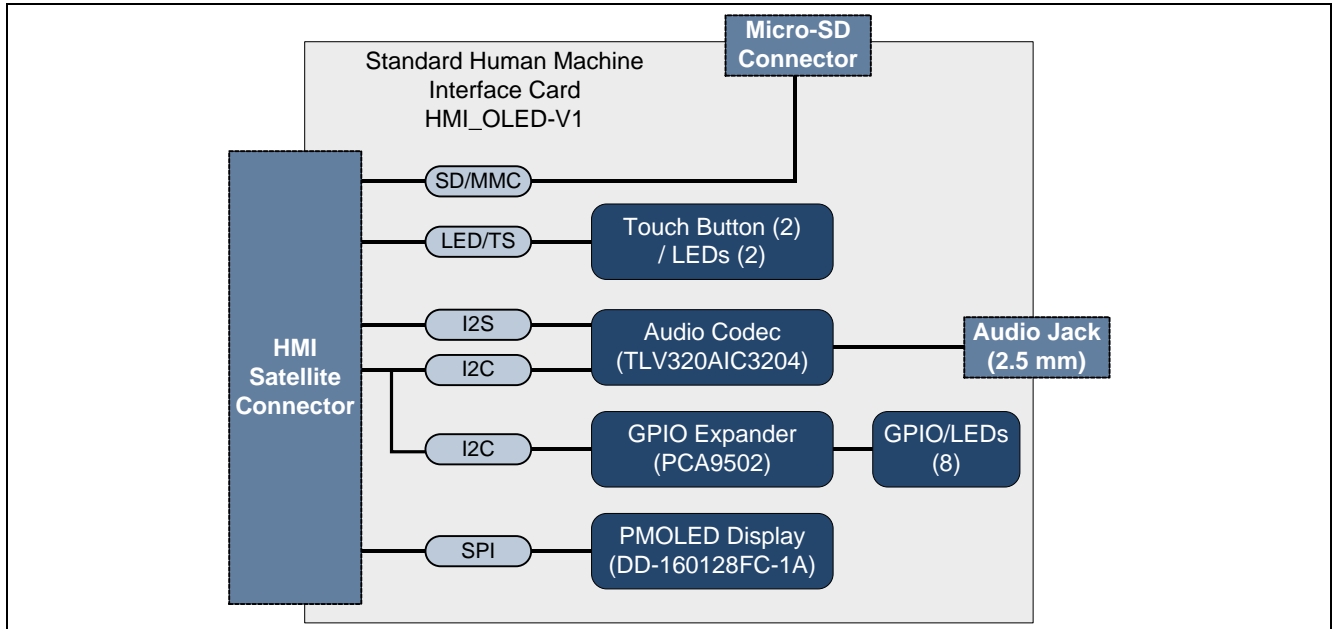 Micro-SD
Connector
Standard Human Machine
Interface Card
HMI_OLED-V1
HMI
Satellite
Connector
SD/MMC
LED/TS
Touch Button (2)
/ LEDs (2)
I2S
I2C
Audio Codec
(TLV320AIC3204)
Audio Jack
(2.5 mm)
I2C
GPIO Expander
(PCA9502)
GPIO/LEDs
(8)
SPI
PMOLED Display
(DD-160128FC-1A)